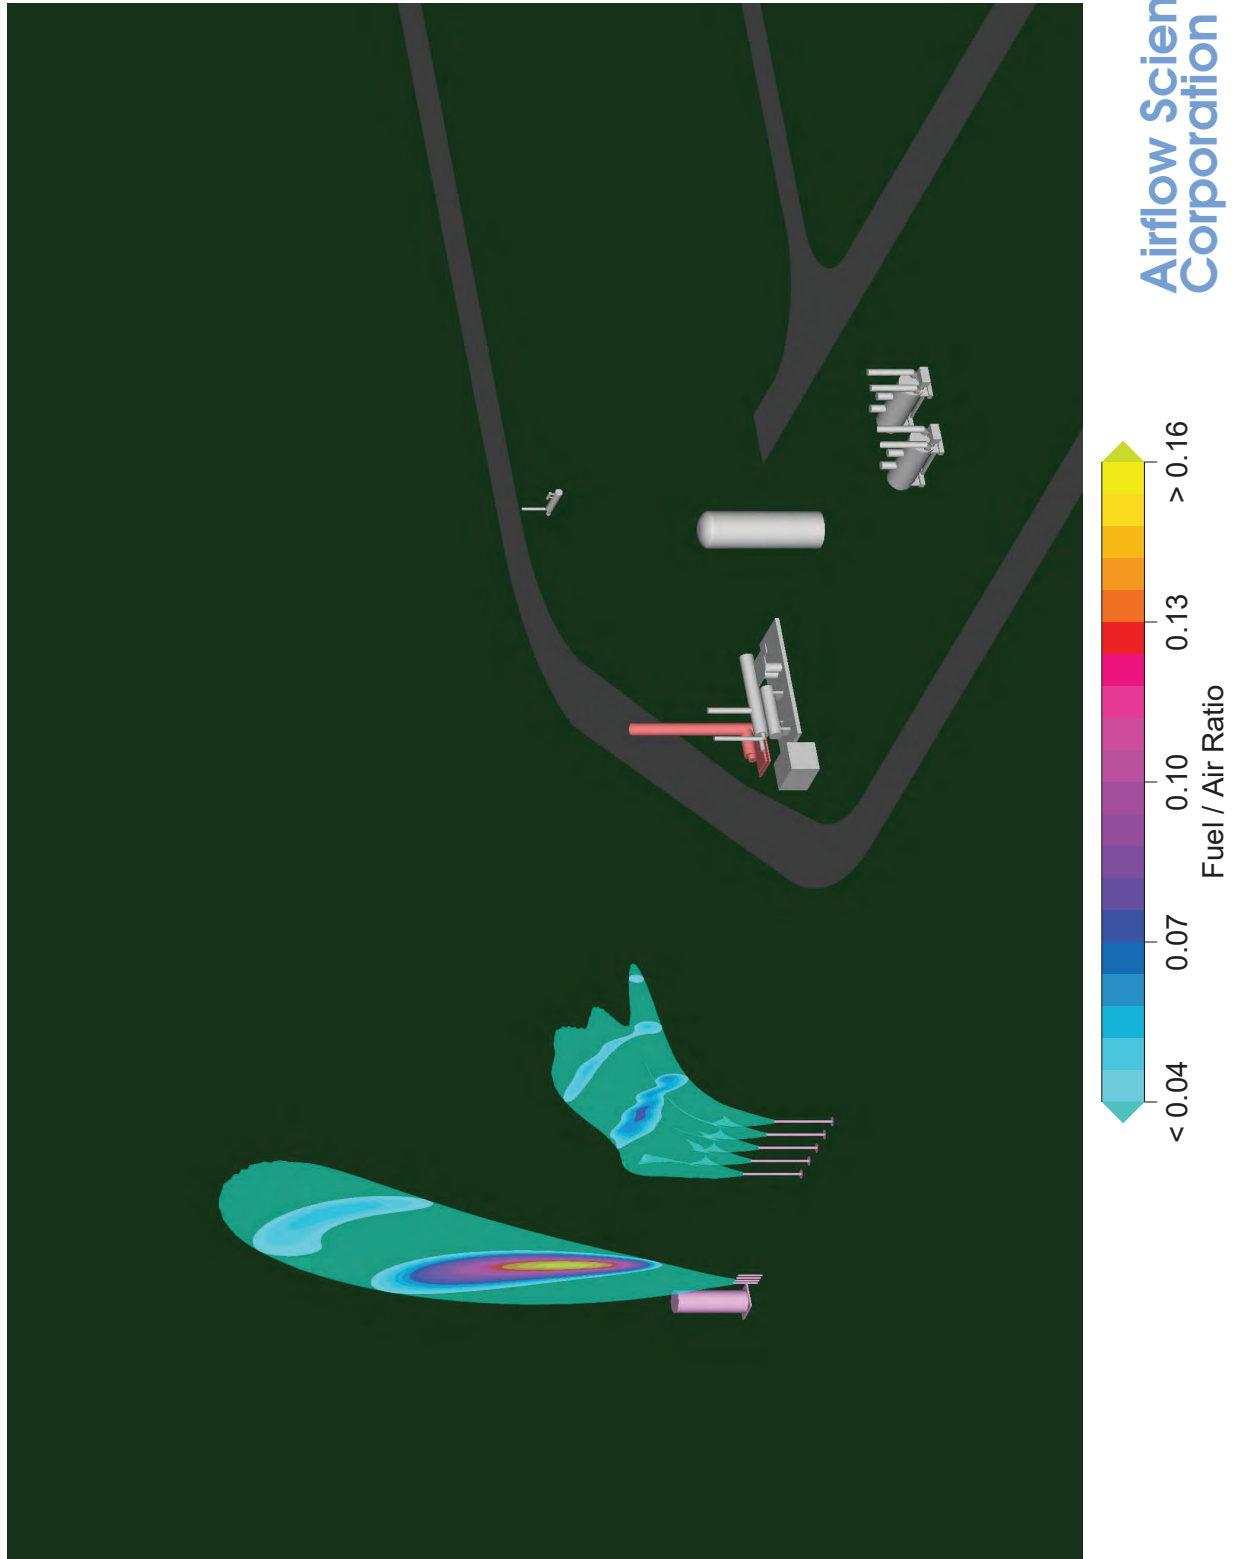 Airflow Scien
Corporation
< 0.04
0.07
0.10
0.13
> 0.16
Fuel / Air Ratio